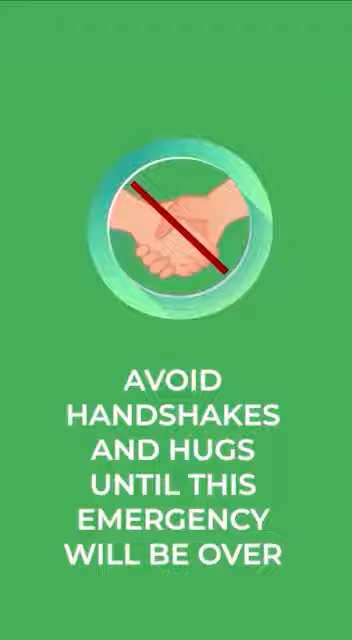 AVOID
HANDSHAKES
AND HUGS
UNTIL THIS
EMERGENCY
WILL BE OVER